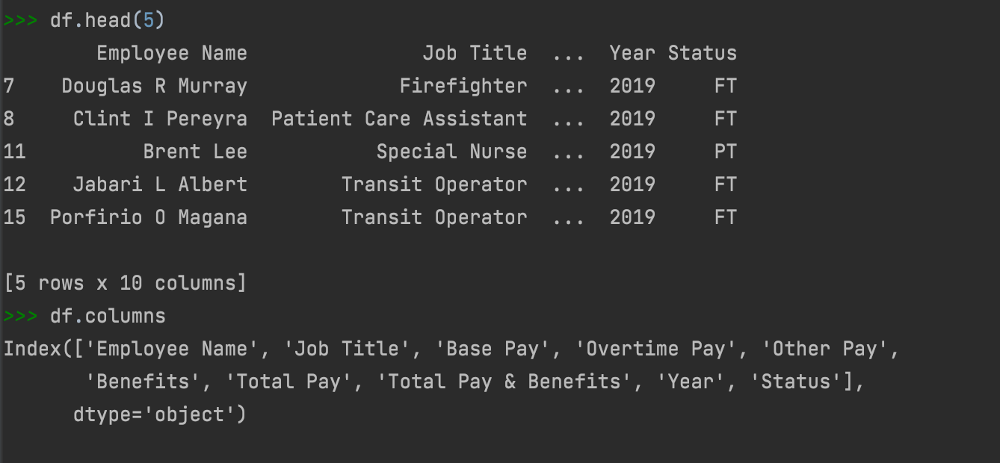 >>> df.head(5)
        Employee Name               Job Title  ...  Year Status
7    Douglas R Murray             Firefighter  ...  2019     FT
8     Clint I Pereyra  Patient Care Assistant  ...  2019     FT
11          Brent Lee           Special Nurse  ...  2019     PT
12    Jabari L Albert        Transit Operator  ...  2019     FT
15  Porfirio O Magana        Transit Operator  ...  2019     FT
[5 rows x 10 columns]
>>> df.columns
Index(['Employee Name', 'Job Title', 'Base Pay', 'Overtime Pay', 'Other Pay',
       'Benefits', 'Total Pay', 'Total Pay & Benefits', 'Year', 'Status'],
      dtype='object')